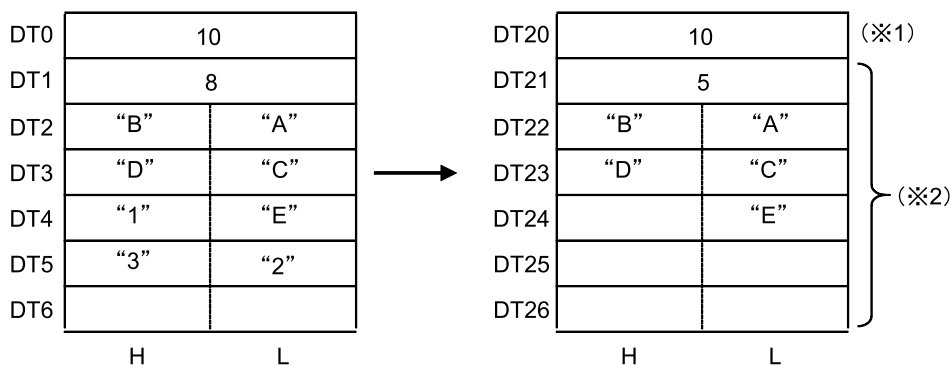 DT0 10 DT20 10 (※1)
DT1 8 DT21 5
DT2 “B” “A” DT22 “B” “A”
DT3 “D” “C” DT23 “D” “C”
(※2)
DT4 “1” “E” DT24 “E”
DT5 “3” “2” DT25
DT6 DT26
H L H L